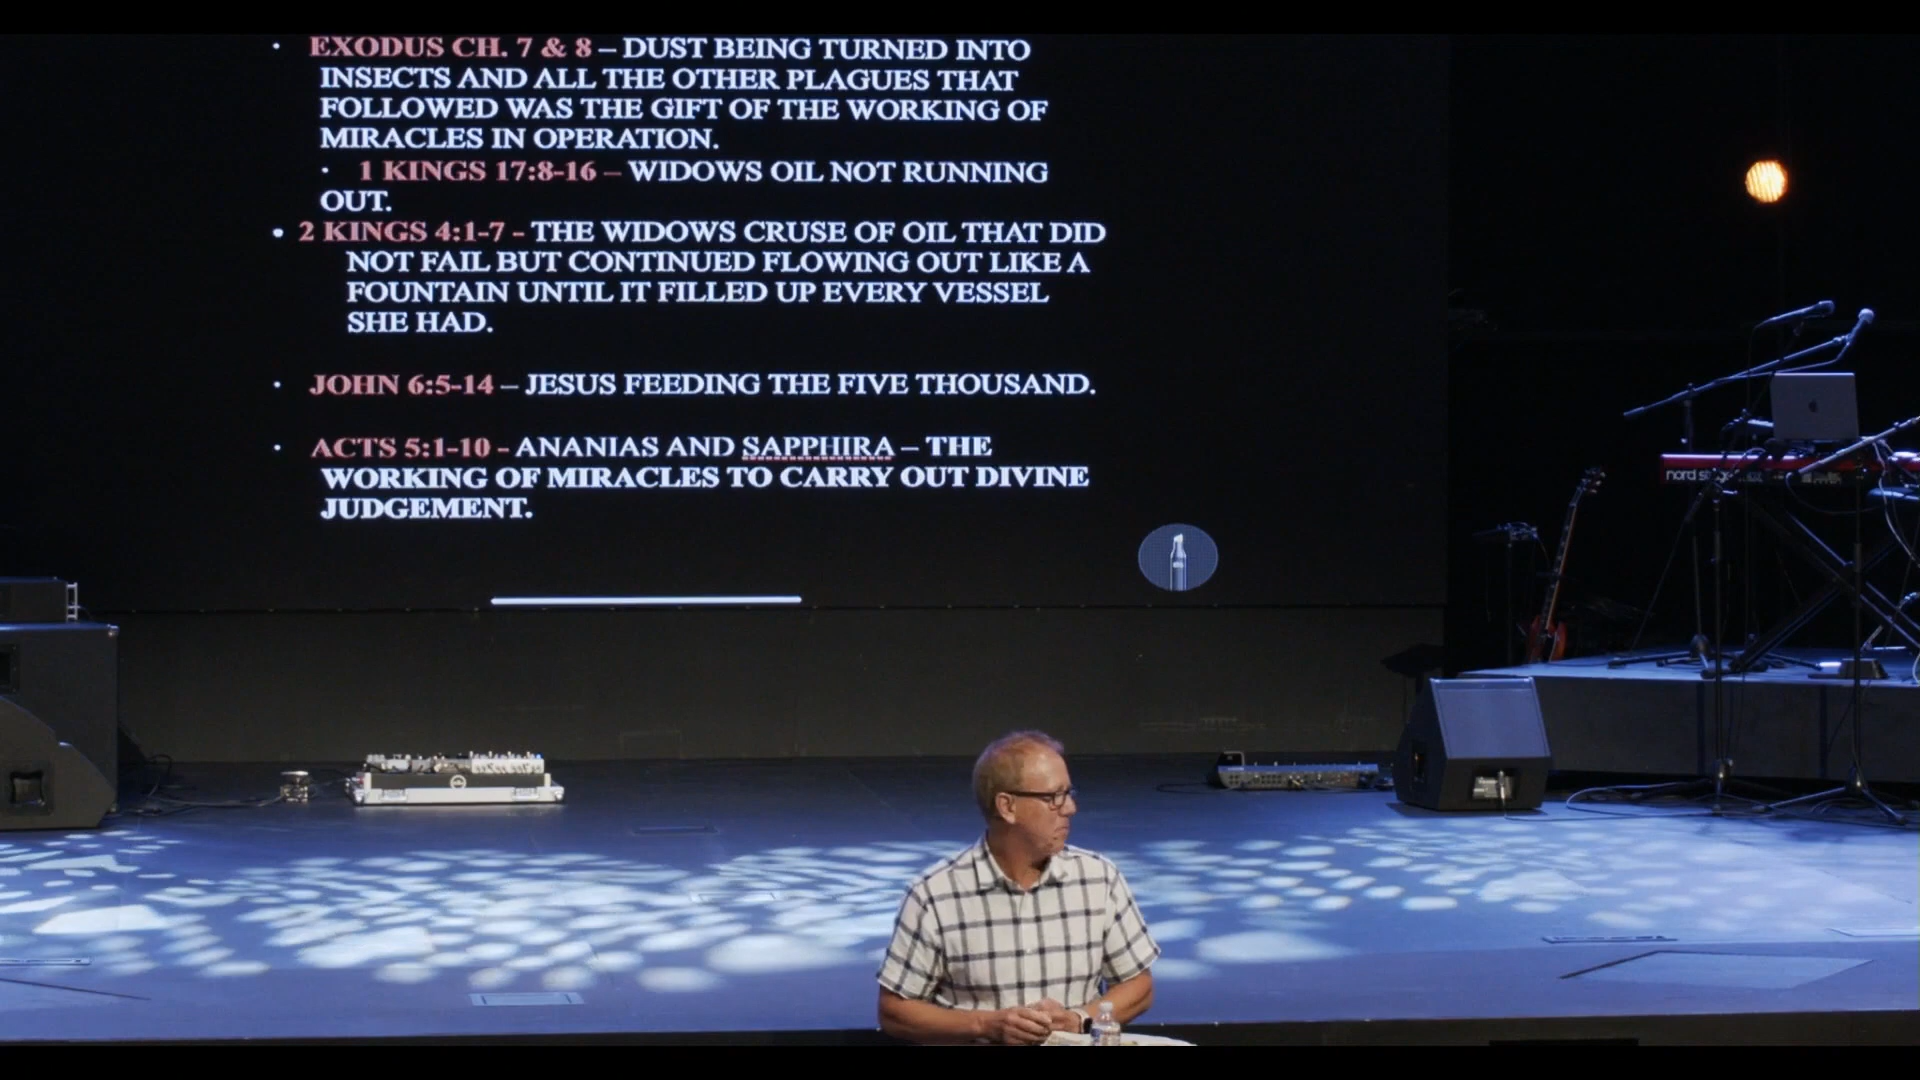 • EXODUS CH. 7 & 8 – DUST BEING TURNED INTO
INSECTS AND ALL THE OTHER PLAGUES THAT
FOLLOWED WAS THE GIFT OF THE WORKING OF
MIRACLES IN OPERATION.
• 1 KINGS 17:8-16 – WIDOWS OIL NOT RUNNING
OUT.
• 2 KINGS 4:1-7 - THE WIDOWS CRUSE OF OIL THAT DID
NOT FAIL BUT CONTINUED FLOWING OUT LIKE A
FOUNTAIN UNTIL IT FILLED UP EVERY VESSEL
SHE HAD.
• JOHN 6:5-14 – JESUS FEEDING THE FIVE THOUSAND.
• ACTS 5:1-10 - ANANIAS AND SAPPHIRA – THE
WORKING OF MIRACLES TO CARRY OUT DIVINE
JUDGEMENT.
nord